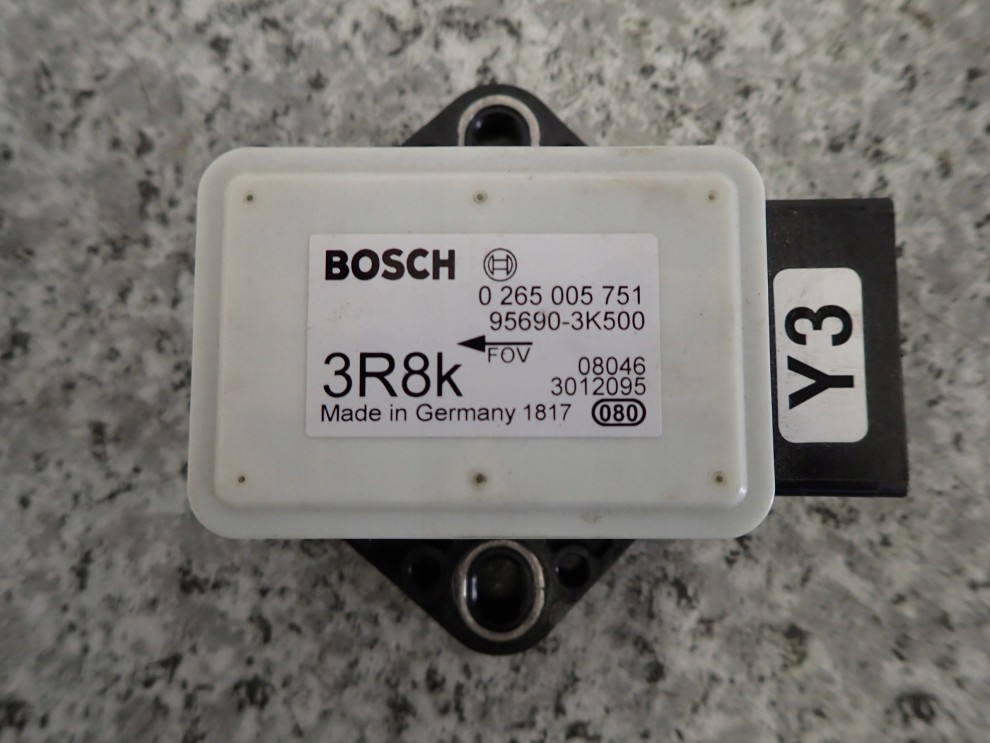 BOSCH
0 265 005 751
95690-3K500
FOV
3R8k
08046
3012095
Made in Germany 1817
080
Y3